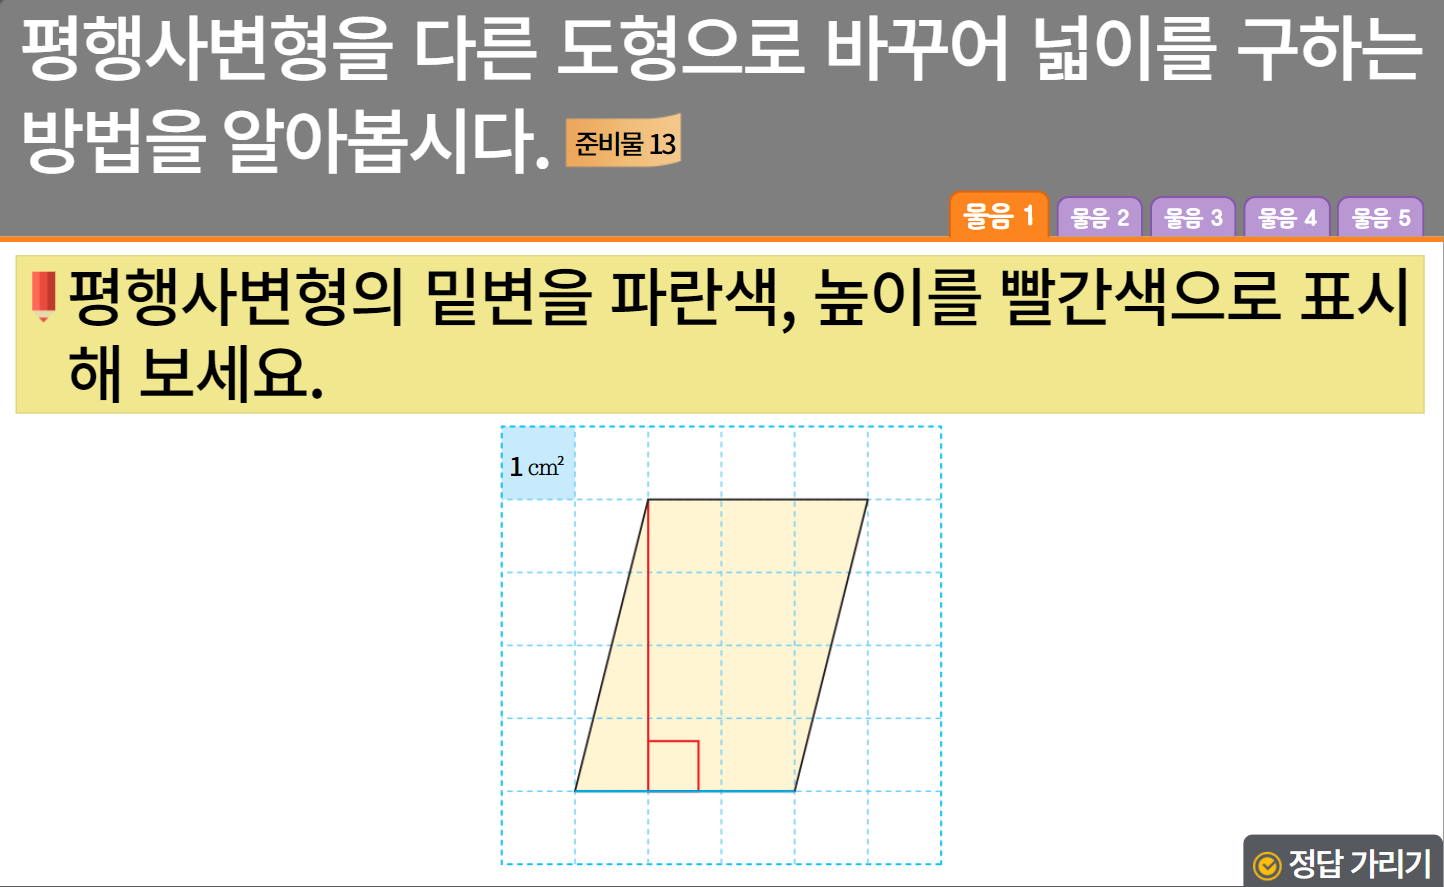 평행사변형을 다른 도형으로 바꾸어 넓이를 구하는
방법을 알아봅시다. 준비물 13
물음 1 물음 2 물음 3 물음 4 물음 5
평행사변형의 밑변을 파란색, 높이를 빨간색으로 표시
해 보세요.
1 cm²
정답 가리기